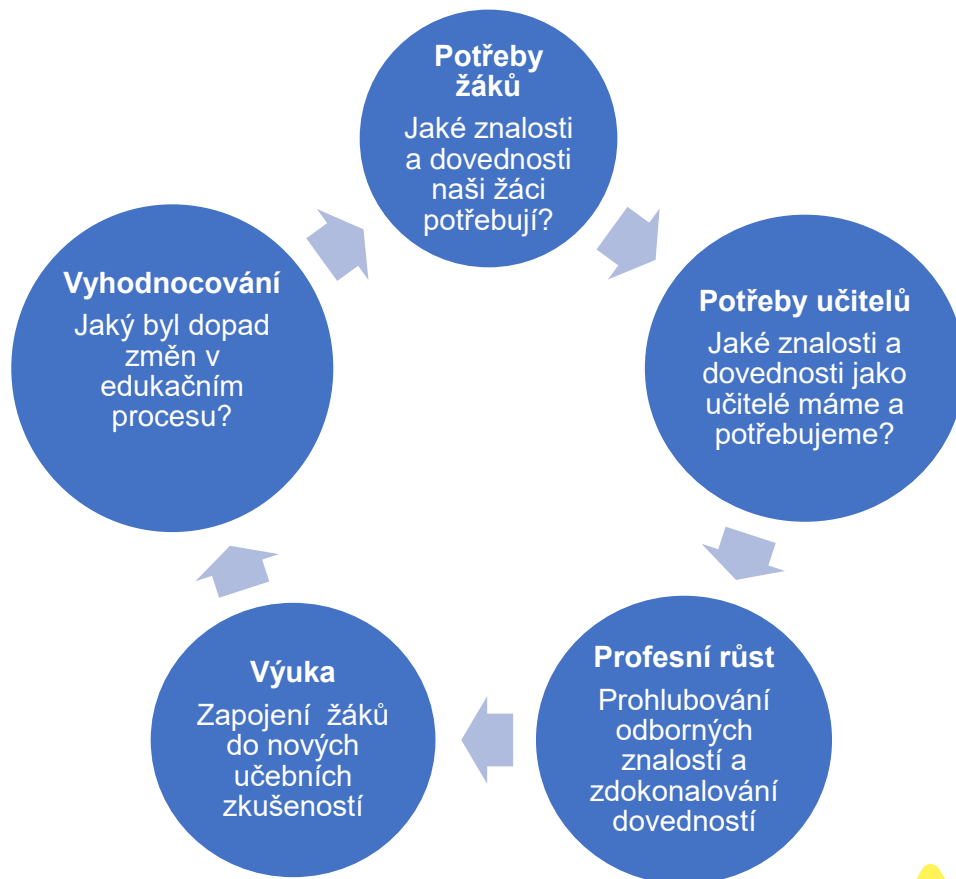 Potřeby
žáků
Jaké znalosti
a dovednosti
naši žáci
potřebují?
Potřeby učitelů
Jaké znalosti a
dovednosti jako
učitelé máme a
potřebujeme?
Profesní růst
Prohlubování
odborných
znalostí a
zdokonalování
dovedností
Výuka
Zapojení  žáků
do nových
učebních
zkušeností
Vyhodnocování
Jaký byl dopad
změn v
edukačním
procesu?